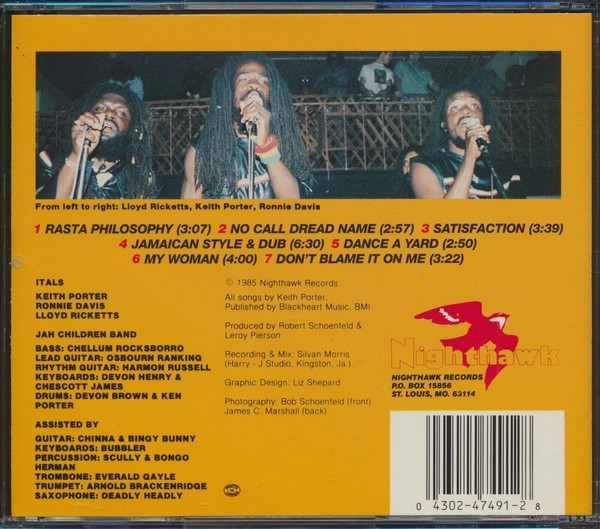 From left to right: Lloyd Ricketts, Keith Porter, Ronnie Davis
1 RASTA PHILOSOPHY (3:07) 2 NO CALL DREAD NAME (2:57) 3 SATISFACTION (3:39)
4 JAMAICAN STYLE & DUB (6:30) 5 DANCE A YARD (2:50)
6 MY WOMAN (4:00) 7 DON'T BLAME IT ON ME (3:22)
ITALS
KEITH PORTER
RONNIE DAVIS
LLOYD RICKETTS
JAH CHILDREN BAND
BASS: CHELLUM ROCKSBORRO
LEAD GUITAR: OSBOURN RANKING
RHYTHM GUITAR: HARMON RUSSELL
KEYBOARDS: DEVON HENRY &
CHESCOTT JAMES
DRUMS: DEVON BROWN & KEN
PORTER
ASSISTED BY
GUITAR: CHINNA & BINGY BUNNY
KEYBOARDS: BUBBLER
PERCUSSION: SCULLY & BONGO
HERMAN
TROMBONE: EVERALD GAYLE
TRUMPET: ARNOLD BRACKENRIDGE
SAXOPHONE: DEADLY HEADLY
© 1985 Nighthawk Records
All songs by Keith Porter,
Published by Blackheart Music, BMI
Produced by Robert Schoenfeld &
Leroy Pierson
Recording & Mix: Silvan Morris
(Harry - J Studio, Kingston, Ja.)
Graphic Design: Liz Shepard
Photography: Bob Schoenfeld (front)
James C. Marshall (back)
Nighthawk
NIGHTHAWK RECORDS
P.O. BOX 15856
ST. LOUIS, MO. 63114
0 4302-47491-2 8